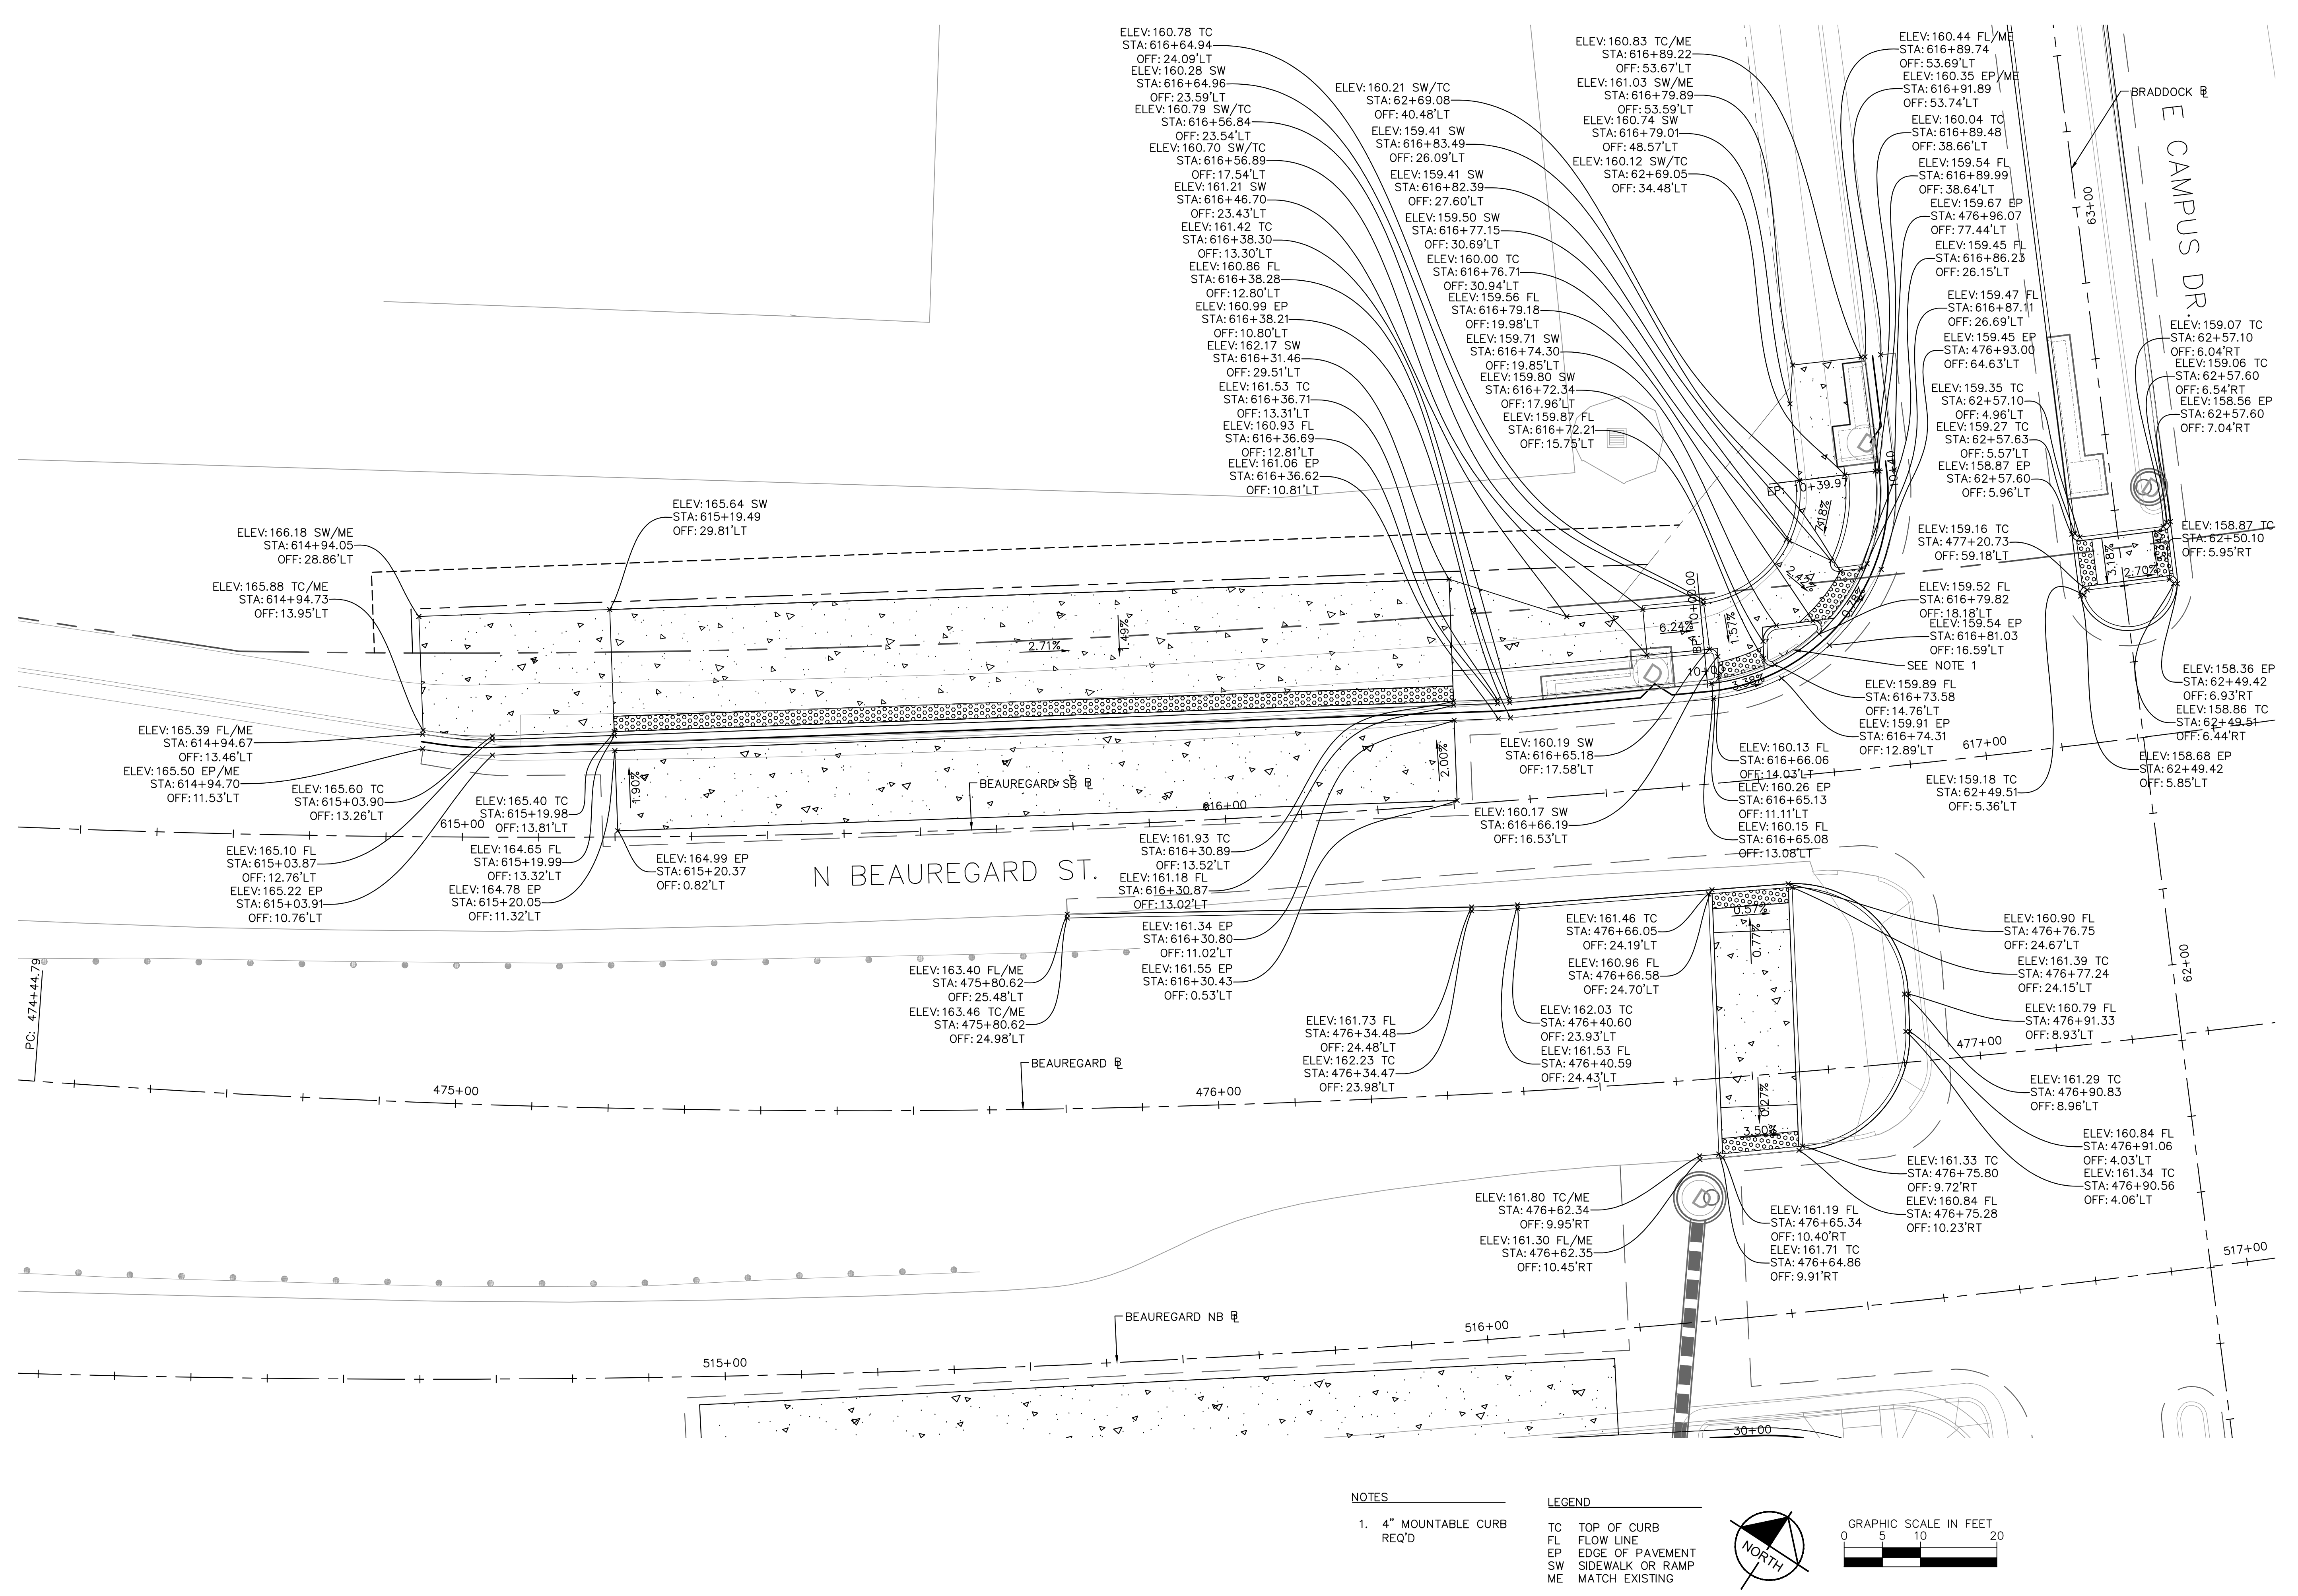 ELEV: 160.78 TC
STA: 616+64.94
OFF: 24.09'LT
ELEV: 160.28 SW
STA: 616+64.96
OFF: 23.59'LT
ELEV: 160.79 SW/TC
STA: 616+56.84
OFF: 23.54'LT
ELEV: 160.70 SW/TC
STA: 616+56.89
OFF: 17.54'LT
ELEV: 161.21 SW
STA: 616+46.70
OFF: 23.43'LT
ELEV: 161.42 TC
STA: 616+38.30
OFF: 13.30'LT
ELEV: 160.86 FL
STA: 616+38.28
OFF: 12.80'LT
ELEV: 160.99 EP
STA: 616+38.21
OFF: 10.80'LT
ELEV: 162.17 SW
STA: 616+31.46
OFF: 29.51'LT
ELEV: 161.53 TC
STA: 616+36.71
OFF: 13.31'LT
ELEV: 160.93 FL
STA: 616+36.69
OFF: 12.81'LT
ELEV: 161.06 EP
STA: 616+36.62
OFF: 10.81'LT
ELEV: 160.21 SW/TC
STA: 62+69.08
OFF: 40.48'LT
ELEV: 159.41 SW
STA: 616+83.49
OFF: 26.09'LT
ELEV: 159.41 SW
STA: 616+82.39
OFF: 27.60'LT
ELEV: 159.50 SW
STA: 616+77.15
OFF: 30.69'LT
ELEV: 160.00 TC
STA: 616+76.71
OFF: 30.94'LT
ELEV: 159.56 FL
STA: 616+79.18
OFF: 19.98'LT
ELEV: 159.71 SW
STA: 616+74.30
OFF: 19.85'LT
ELEV: 159.80 SW
STA: 616+72.34
OFF: 17.96'LT
ELEV: 159.87 FL
STA: 616+72.21
OFF: 15.75'LT
ELEV: 160.83 TC/ME
STA: 616+89.22
OFF: 53.67'LT
ELEV: 161.03 SW/ME
STA: 616+79.89
OFF: 53.59'LT
ELEV: 160.74 SW
STA: 616+79.01
OFF: 48.57'LT
ELEV: 160.12 SW/TC
STA: 62+69.05
OFF: 34.48'LT
ELEV: 160.44 FL/ME
STA: 616+89.74
OFF: 53.69'LT
ELEV: 160.35 EP/ME
STA: 616+91.89
OFF: 53.74'LT
ELEV: 160.04 TC
STA: 616+89.48
OFF: 38.66'LT
ELEV: 159.54 FL
STA: 616+89.99
OFF: 38.64'LT
ELEV: 159.67 EP
STA: 476+96.07
OFF: 77.44'LT
ELEV: 159.45 FL
STA: 616+86.23
OFF: 26.15'LT
ELEV: 159.47 FL
STA: 616+87.11
OFF: 26.69'LT
ELEV: 159.45 EP
STA: 476+93.00
OFF: 64.63'LT
ELEV: 159.35 TC
STA: 62+57.10
OFF: 4.96'LT
ELEV: 159.27 TC
STA: 62+57.63
OFF: 5.57'LT
ELEV: 158.87 EP
STA: 62+57.60
OFF: 5.96'LT
ELEV: 159.16 TC
STA: 477+20.73
OFF: 59.18'LT
BRADDOCK BL
63+00
E CAMPUS DR.
ELEV: 159.07 TC
STA: 62+57.10
OFF: 6.04'RT
ELEV: 159.06 TC
STA: 62+57.60
OFF: 6.54'RT
ELEV: 158.56 EP
STA: 62+57.60
OFF: 7.04'RT
ELEV: 158.87 TC
STA: 62+50.10
OFF: 5.95'RT
3.18%
2.70%
EP: 10+39.97
10+40
7.18%
ELEV: 165.64 SW
STA: 615+19.49
OFF: 29.81'LT
ELEV: 166.18 SW/ME
STA: 614+94.05
OFF: 28.86'LT
ELEV: 165.88 TC/ME
STA: 614+94.73
OFF: 13.95'LT
2.71%
1.49%
6.24%
BP: 10+00.00
10+00
1.57%
3.38%
ELEV: 159.52 FL
STA: 616+79.82
OFF: 18.18'LT
ELEV: 159.54 EP
STA: 616+81.03
OFF: 16.59'LT
SEE NOTE 1
ELEV: 159.89 FL
STA: 616+73.58
OFF: 14.76'LT
ELEV: 159.91 EP
STA: 616+74.31
OFF: 12.89'LT
ELEV: 158.36 EP
STA: 62+49.42
OFF: 6.93'RT
ELEV: 158.86 TC
STA: 62+49.51
OFF: 6.44'RT
ELEV: 158.68 EP
STA: 62+49.42
OFF: 5.85'LT
ELEV: 159.18 TC
STA: 62+49.51
OFF: 5.36'LT
617+00
ELEV: 165.39 FL/ME
STA: 614+94.67
OFF: 13.46'LT
ELEV: 165.50 EP/ME
STA: 614+94.70
OFF: 11.53'LT
ELEV: 165.60 TC
STA: 615+03.90
OFF: 13.26'LT
ELEV: 165.40 TC
STA: 615+19.98
OFF: 13.81'LT
615+00
1.90%
BEAUREGARD SB BL
616+00
2.00%
ELEV: 160.19 SW
STA: 616+65.18
OFF: 17.58'LT
ELEV: 160.17 SW
STA: 616+66.19
OFF: 16.53'LT
ELEV: 160.13 FL
STA: 616+66.06
OFF: 14.03'LT
ELEV: 160.26 EP
STA: 616+65.13
OFF: 11.11'LT
ELEV: 160.15 FL
STA: 616+65.08
OFF: 13.08'LT
ELEV: 165.10 FL
STA: 615+03.87
OFF: 12.76'LT
ELEV: 165.22 EP
STA: 615+03.91
OFF: 10.76'LT
ELEV: 164.65 FL
STA: 615+19.99
OFF: 13.32'LT
ELEV: 164.78 EP
STA: 615+20.05
OFF: 11.32'LT
ELEV: 164.99 EP
STA: 615+20.37
OFF: 0.82'LT
N BEAUREGARD ST.
ELEV: 161.93 TC
STA: 616+30.89
OFF: 13.52'LT
ELEV: 161.18 FL
STA: 616+30.87
OFF: 13.02'LT
ELEV: 161.34 EP
STA: 616+30.80
OFF: 11.02'LT
ELEV: 161.55 EP
STA: 616+30.43
OFF: 0.53'LT
ELEV: 163.40 FL/ME
STA: 475+80.62
OFF: 25.48'LT
ELEV: 163.46 TC/ME
STA: 475+80.62
OFF: 24.98'LT
ELEV: 161.46 TC
STA: 476+66.05
OFF: 24.19'LT
ELEV: 160.96 FL
STA: 476+66.58
OFF: 24.70'LT
ELEV: 161.73 FL
STA: 476+34.48
OFF: 24.48'LT
ELEV: 162.23 TC
STA: 476+34.47
OFF: 23.98'LT
ELEV: 162.03 TC
STA: 476+40.60
OFF: 23.93'LT
ELEV: 161.53 FL
STA: 476+40.59
OFF: 24.43'LT
0.57%
0.77%
0.27%
3.50%
ELEV: 160.90 FL
STA: 476+76.75
OFF: 24.67'LT
ELEV: 161.39 TC
STA: 476+77.24
OFF: 24.15'LT
ELEV: 160.79 FL
STA: 476+91.33
OFF: 8.93'LT
ELEV: 161.29 TC
STA: 476+90.83
OFF: 8.96'LT
ELEV: 160.84 FL
STA: 476+91.06
OFF: 4.03'LT
ELEV: 161.34 TC
STA: 476+90.56
OFF: 4.06'LT
62+00
477+00
PC: 474+44.79
475+00
BEAUREGARD BL
476+00
ELEV: 161.33 TC
STA: 476+75.80
OFF: 9.72'RT
ELEV: 160.84 FL
STA: 476+75.28
OFF: 10.23'RT
ELEV: 161.80 TC/ME
STA: 476+62.34
OFF: 9.95'RT
ELEV: 161.30 FL/ME
STA: 476+62.35
OFF: 10.45'RT
ELEV: 161.19 FL
STA: 476+65.34
OFF: 10.40'RT
ELEV: 161.71 TC
STA: 476+64.86
OFF: 9.91'RT
517+00
BEAUREGARD NB BL
516+00
515+00
30+00
NOTES
1. 4" MOUNTABLE CURB
REQ'D
LEGEND
TC TOP OF CURB
FL FLOW LINE
EP EDGE OF PAVEMENT
SW SIDEWALK OR RAMP
ME MATCH EXISTING
NORTH
GRAPHIC SCALE IN FEET
0 5 10 20